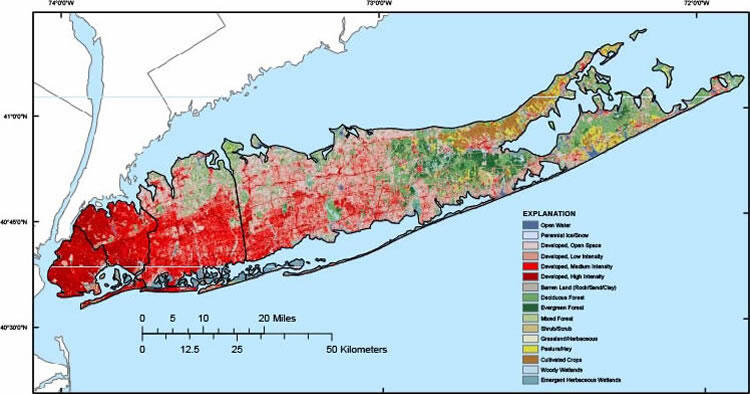 74°0'0"W 73°0'0"W 72°0'0"W
41°0'0"N
40°45'0"N
40°30'0"N
0 5 10 20 Miles
0 12.5 25 50 Kilometers
EXPLANATION
Open Water
Perennial Ice/Snow
Developed, Open Space
Developed, Low Intensity
Developed, Medium Intensity
Developed, High Intensity
Barren Land (Rock/Sand/Clay)
Deciduous Forest
Evergreen Forest
Mixed Forest
Shrub/Scrub
Grassland/Herbaceous
Pasture/Hay
Cultivated Crops
Woody Wetlands
Emergent Herbaceous Wetlands